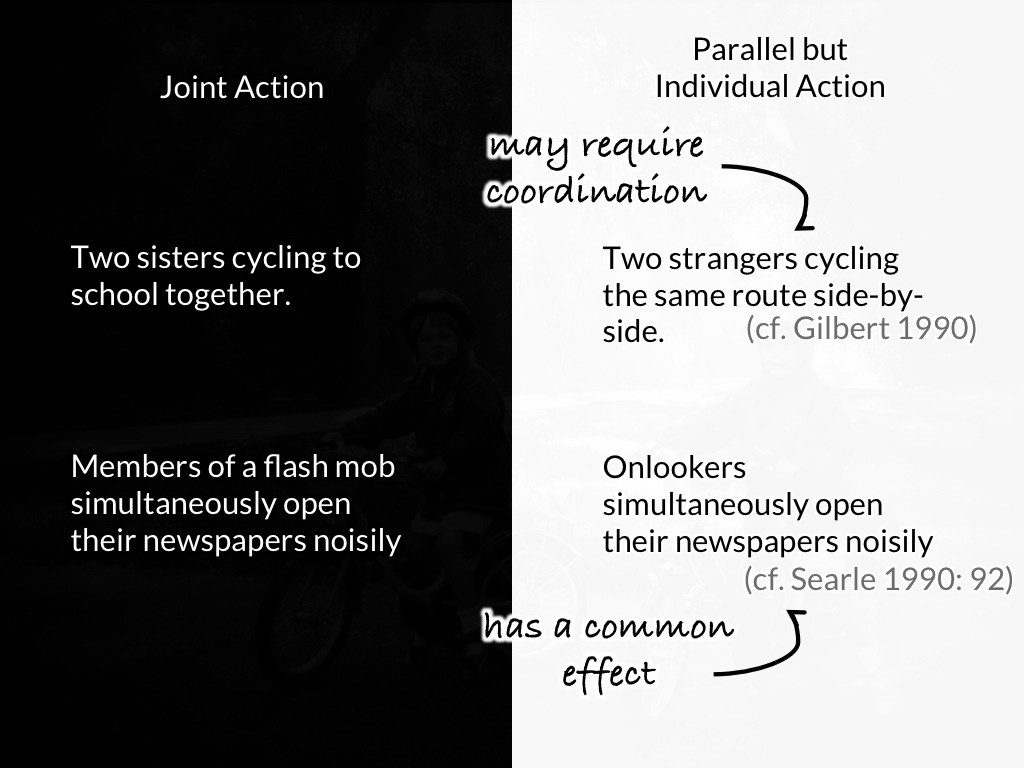 Joint Action
Parallel but
Individual Action
may require
coordination
Two sisters cycling to
school together.
Two strangers cycling
the same route side-by-
side.
(cf. Gilbert 1990)
Members of a flash mob
simultaneously open
their newspapers noisily
Onlookers
simultaneously open
their newspapers noisily
(cf. Searle 1990: 92)
has a common
effect